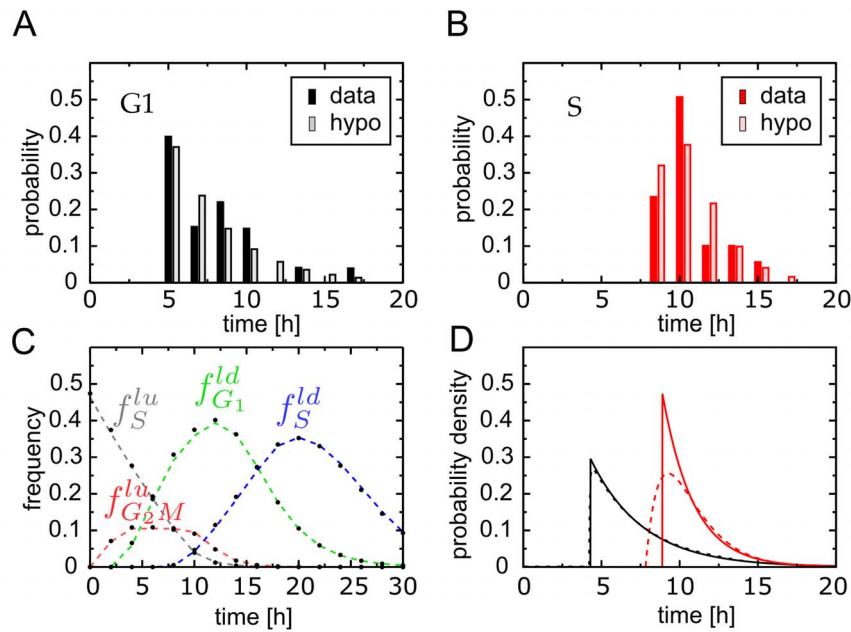 A
probability
0.5
0.4
0.3
0.2
0.1
0
G1
data
hypo
0 5 10 15 20
time [h]
B
probability
0.5
0.4
0.3
0.2
0.1
0
S
data
hypo
0 5 10 15 20
time [h]
C
frequency
0.5
0.4
0.3
0.2
0.1
0
f_S^{lu}
f_{G_1}^{ld}
f_S^{ld}
f_{G_2M}^{lu}
0 5 10 15 20 25 30
time [h]
D
probability density
0.5
0.4
0.3
0.2
0.1
0
0 5 10 15 20
time [h]